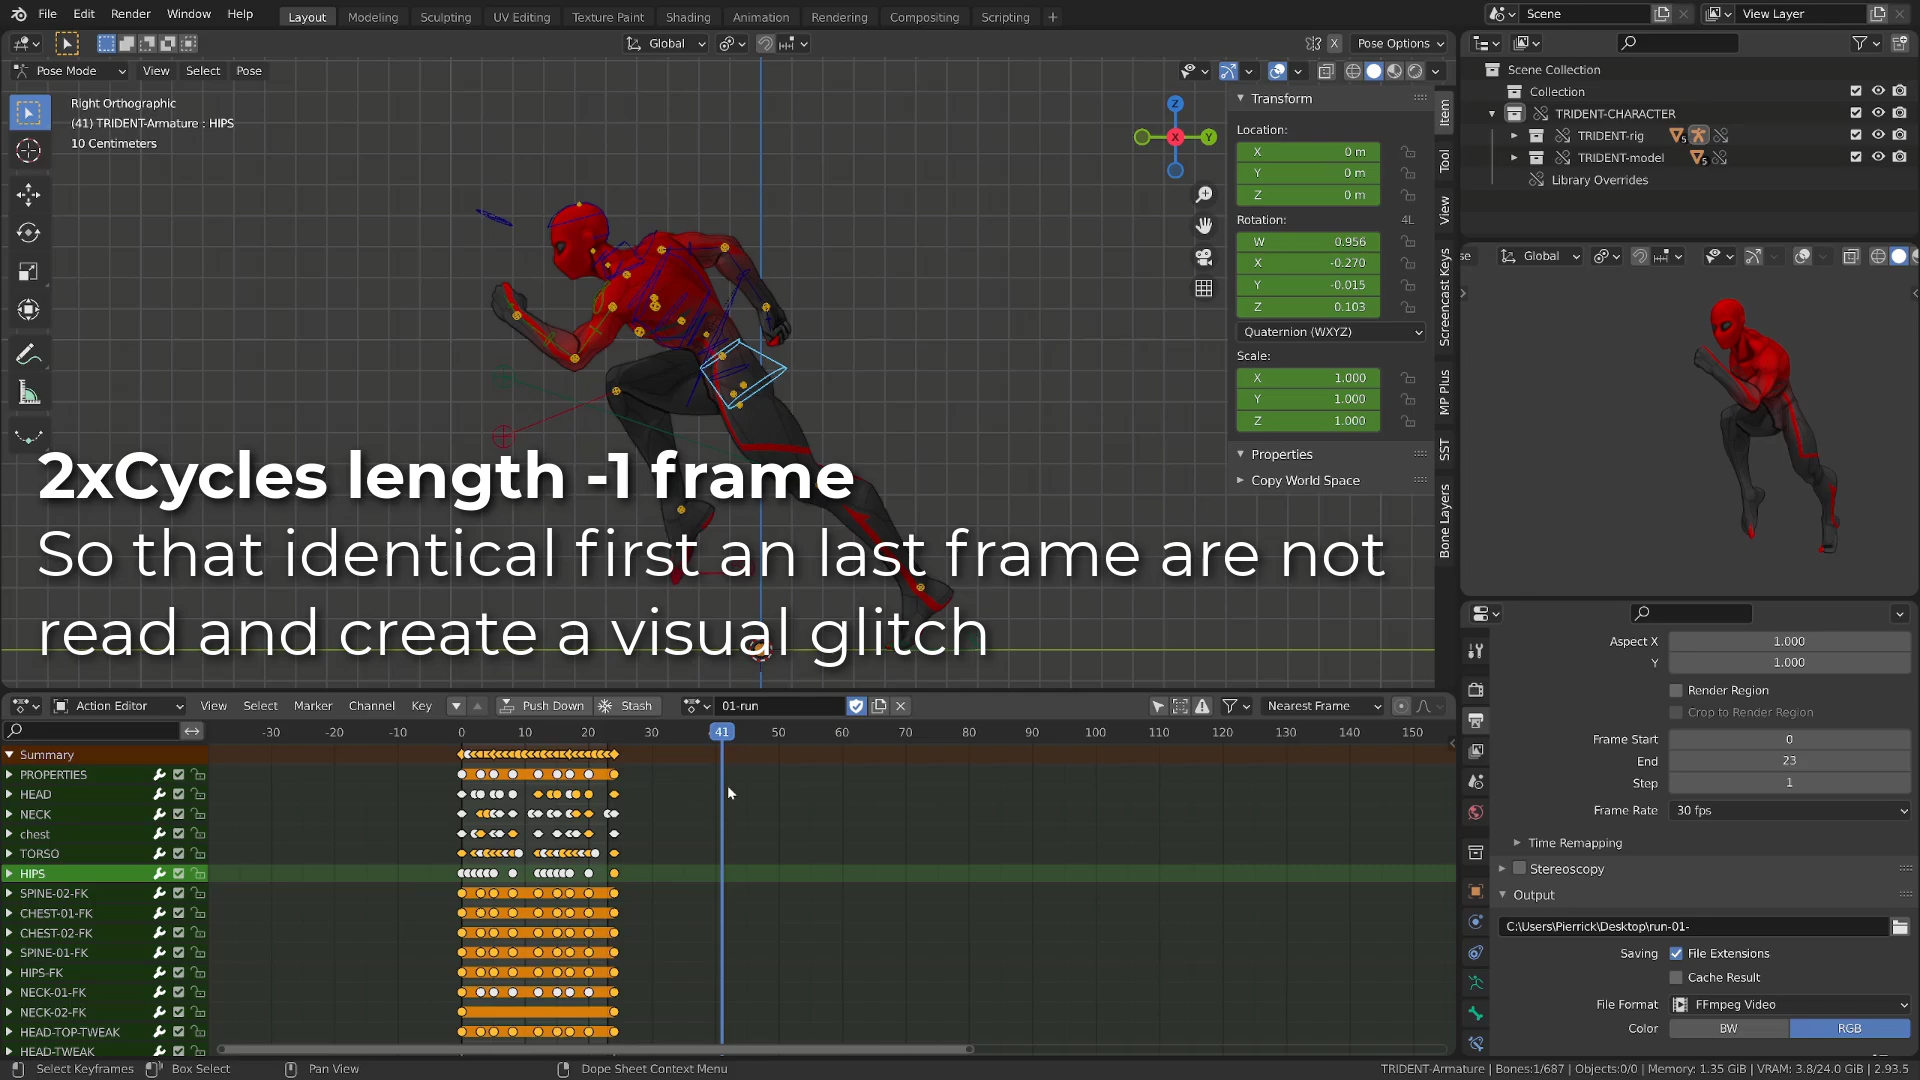 File Edit Render Window Help Layout Modeling Sculpting UV Editing Texture Paint Shading Animation Rendering Compositing Scripting + Scene View Layer
Global X Pose Options
Pose Mode View Select Pose
Right Orthographic
(41) TRIDENT-Armature : HIPS
10 Centimeters
Z
X
Y
Transform
Location:
X 0 m
Y 0 m
Z 0 m
Rotation: 4L
W 0.956
X -0.270
Y -0.015
Z 0.103
Quaternion (WXYZ)
Scale:
X 1.000
Y 1.000
Z 1.000
Properties
Copy World Space
Item
Tool
View
Screencast Keys
MP Plus
SST
Bone Layers
2xCycles length -1 frame
So that identical first an last frame are not
read and create a visual glitch
Scene Collection
Collection
TRIDENT-CHARACTER
TRIDENT-rig 5
TRIDENT-model 5
Library Overrides
se Global
Aspect X 1.000
Y 1.000
Render Region
Crop to Render Region
Frame Start 0
End 23
Step 1
Frame Rate 30 fps
Time Remapping
Stereoscopy
Output
C:\Users\Pierrick\Desktop\run-01-
Saving File Extensions
Cache Result
File Format FFmpeg Video
Color BW RGB
Action Editor View Select Marker Channel Key Push Down Stash 01-run Nearest Frame
-30 -20 -10 0 10 20 30 41 50 60 70 80 90 100 110 120 130 140 150
Summary
PROPERTIES
HEAD
NECK
chest
TORSO
HIPS
SPINE-02-FK
CHEST-01-FK
CHEST-02-FK
SPINE-01-FK
HIPS-FK
NECK-01-FK
NECK-02-FK
HEAD-TOP-TWEAK
HEAD-TWEAK
Select Keyframes Box Select Pan View Dope Sheet Context Menu TRIDENT-Armature | Bones:1/687 | Objects:0/0 | Memory: 1.35 GiB | VRAM: 3.8/24.0 GiB | 2.93.5